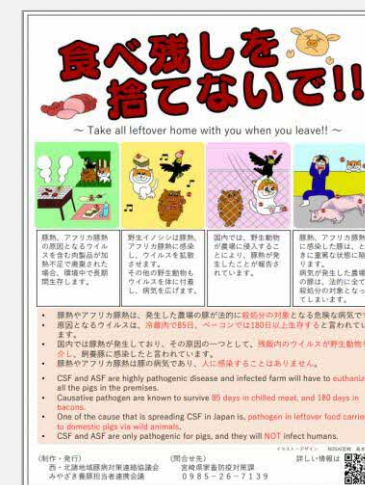 食べ残しを
捨てないで!!
～ Take all leftover home with you when you leave!! ～
豚熱、アフリカ豚熱
の原因となるウイル
スを含む肉製品が加
熱不足で廃棄された
場合、環境中で長期
間生存します。
野生イノシシは豚熱、
アフリカ豚熱に感染
し、ウイルスを拡散
させます。
その他の野生動物も
ウイルスを体に付着
し、病気を広げます。
国内では、野生動物
が農場に侵入するこ
とにより、豚熱が発
生したことが報告さ
れています。
豚熱、アフリカ豚熱
に感染した豚は、と
きに重篤な状態に陥
ります。
病気が発生した農場
の豚は、法的に全て
殺処分の対象となっ
てしまいます。
• 豚熱やアフリカ豚熱は、発生した農場の豚が法的に殺処分の対象となる危険な病気で
• 原因となるウイルスは、冷蔵肉で85日、ベーコンでは180日以上生存すると言われてい
ます。
• 国内では豚熱が発生しており、その原因の一つとして、残飯内のウイルスが野生動物を
介し、飼養豚に感染したと言われています。
• 豚熱やアフリカ豚熱は豚の病気であり、人に感染することはありません。
• CSF and ASF are highly pathogenic disease and infected farm will have to euthanize
all the pigs in the premises.
• Causative pathogen are known to survive 85 days in chilled meat, and 180 days in
bacons.
• One of the cause that is spreading CSF in Japan is, pathogen in leftover food carried
to domestic pigs via wild animals.
• CSF and ASF are only pathogenic for pigs, and they will NOT infect humans.
イラスト・デザイン
(制作・発行)
西・北諸地域豚病対策連絡協議会
みやざき養豚担当者連携会議
(問合せ先)
宮崎県家畜防疫対策課
0985-26-7139
詳しい情報は